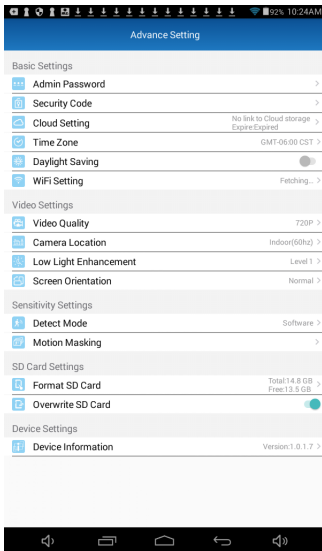 92% 10:24AM
Advance Setting
Basic Settings
Admin Password
Security Code
Cloud Setting
No link to Cloud storage
Expire:Expired
Time Zone
GMT-06:00 CST
Daylight Saving
WiFi Setting
Fetching...
Video Settings
Video Quality
720P
Camera Location
Indoor(60hz)
Low Light Enhancement
Level 1
Screen Orientation
Normal
Sensitivity Settings
Detect Mode
Software
Motion Masking
SD Card Settings
Format SD Card
Total:14.8 GB
Free:13.5 GB
Overwrite SD Card
Device Settings
Device Information
Version:1.0.1.7